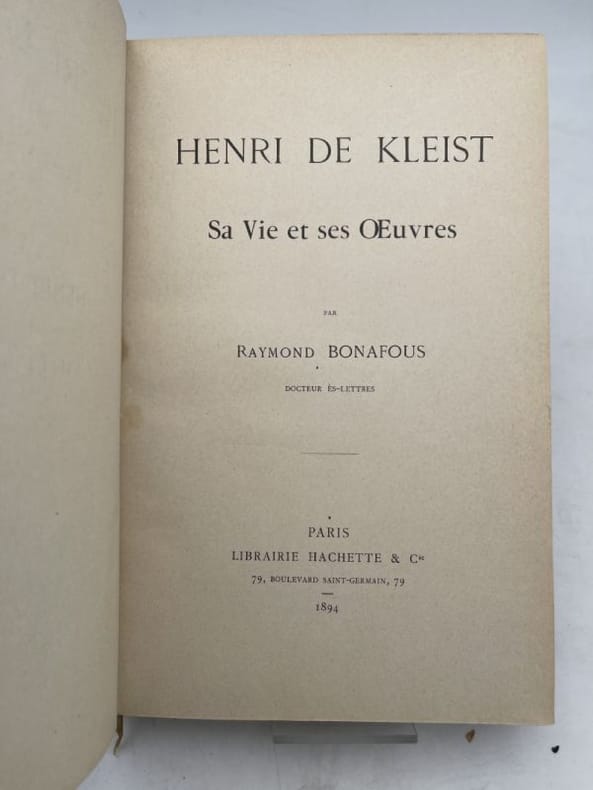 HENRI DE KLEIST
Sa Vie et ses Œuvres
PAR
RAYMOND BONAFOUS
DOCTEUR ÈS-LETTRES
PARIS
LIBRAIRIE HACHETTE & Cie
79, BOULEVARD SAINT-GERMAIN, 79
1894